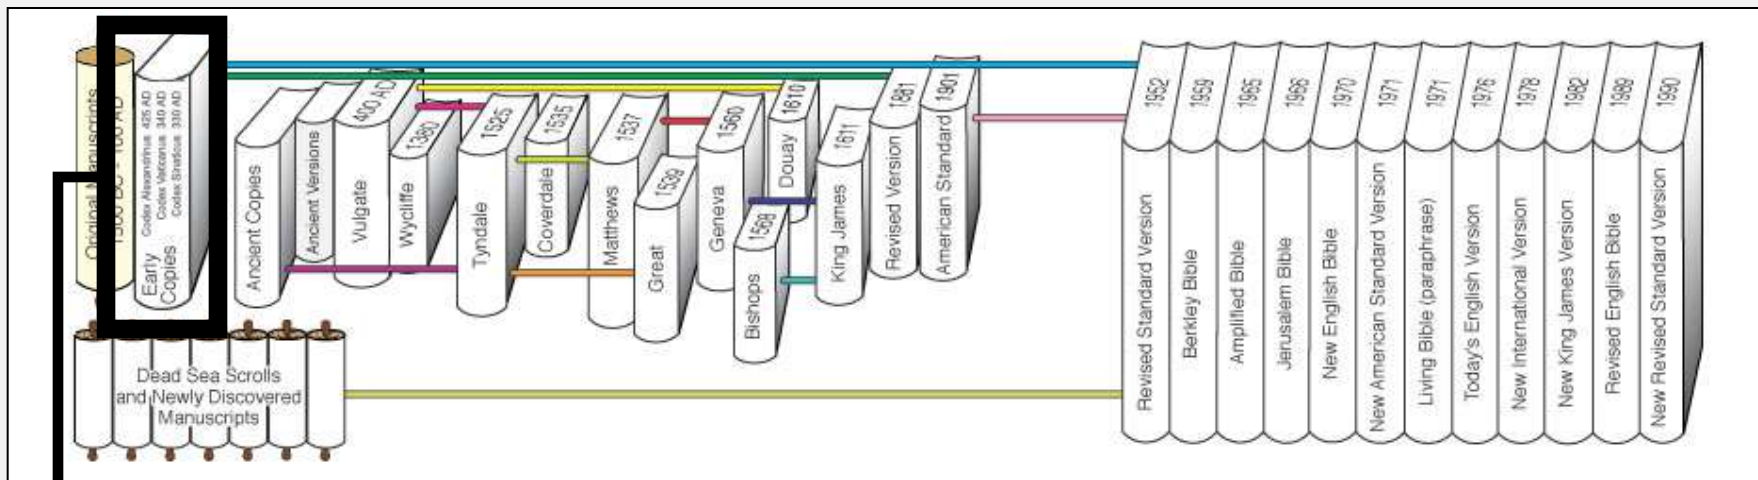 Original Manuscripts
1500 BC - 100 AD
Codex Alexandrinus 425 AD
Codex Vaticanus 340 AD
Codex Sinaiticus 330 AD
Early
Copies
Ancient Copies
Ancient Versions
400 AD
Vulgate
1380
Wycliffe
1525
Tyndale
1535
Coverdale
1537
Matthews
1539
Great
1560
Geneva
1568
Bishops
1610
Douay
1611
King James
1881
Revised Version
1901
American Standard
1952
Revised Standard Version
1959
Berkley Bible
1965
Amplified Bible
1966
Jerusalem Bible
1970
New English Bible
1971
New American Standard Version
1971
Living Bible (paraphrase)
1976
Today's English Version
1978
New International Version
1982
New King James Version
1989
Revised English Bible
1990
New Revised Standard Version
Dead Sea Scrolls
and Newly Discovered
Manuscripts